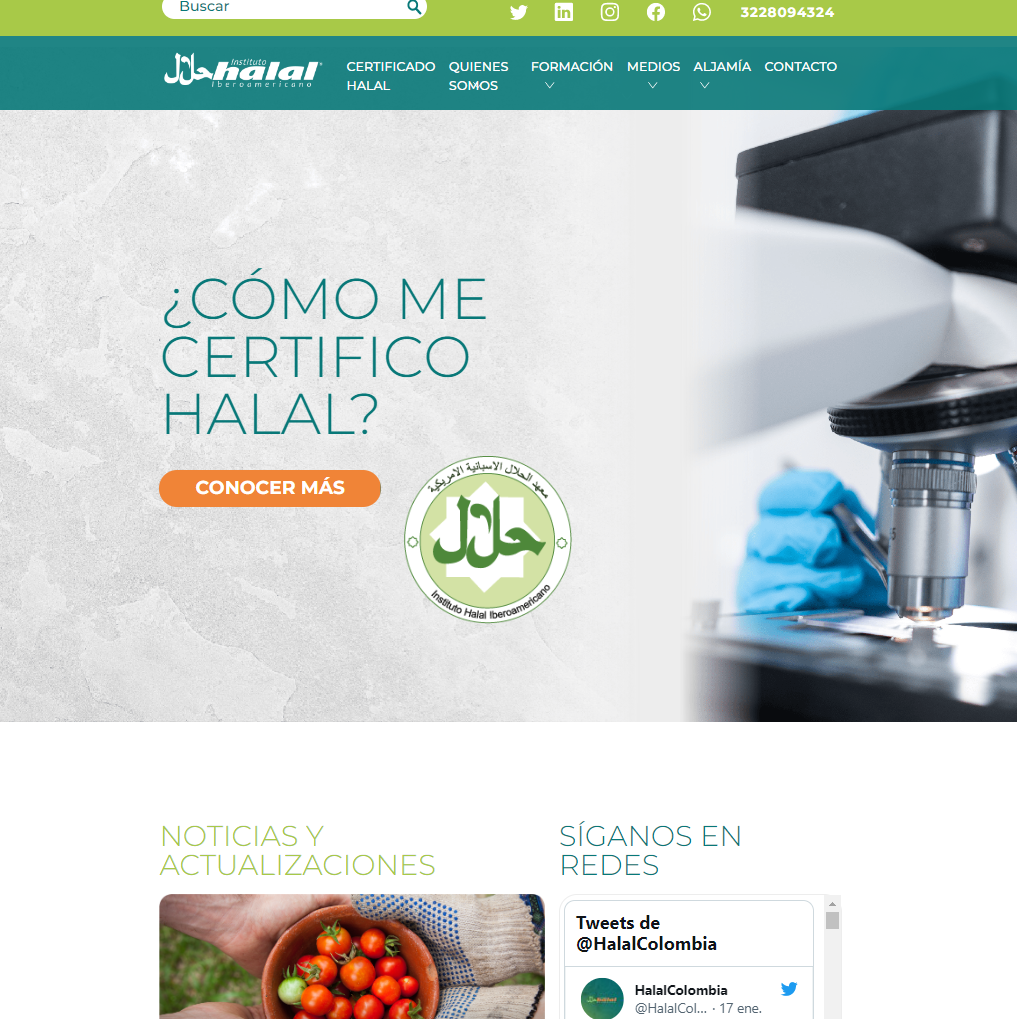 Buscar
3228094324
حلال
Instituto
halal
Iberoamericano
CERTIFICADO HALAL
QUIENES SOMOS
FORMACIÓN
MEDIOS
ALJAMÍA
CONTACTO
¿CÓMO ME
CERTIFICO
HALAL?
CONOCER MÁS
معهد الحلال الاسبانية الامريكية
حلال
Instituto Halal Iberoamericano
NOTICIAS Y
ACTUALIZACIONES
SÍGANOS EN
REDES
Tweets de
@HalalColombia
HalalColombia
@HalalCol... · 17 ene.